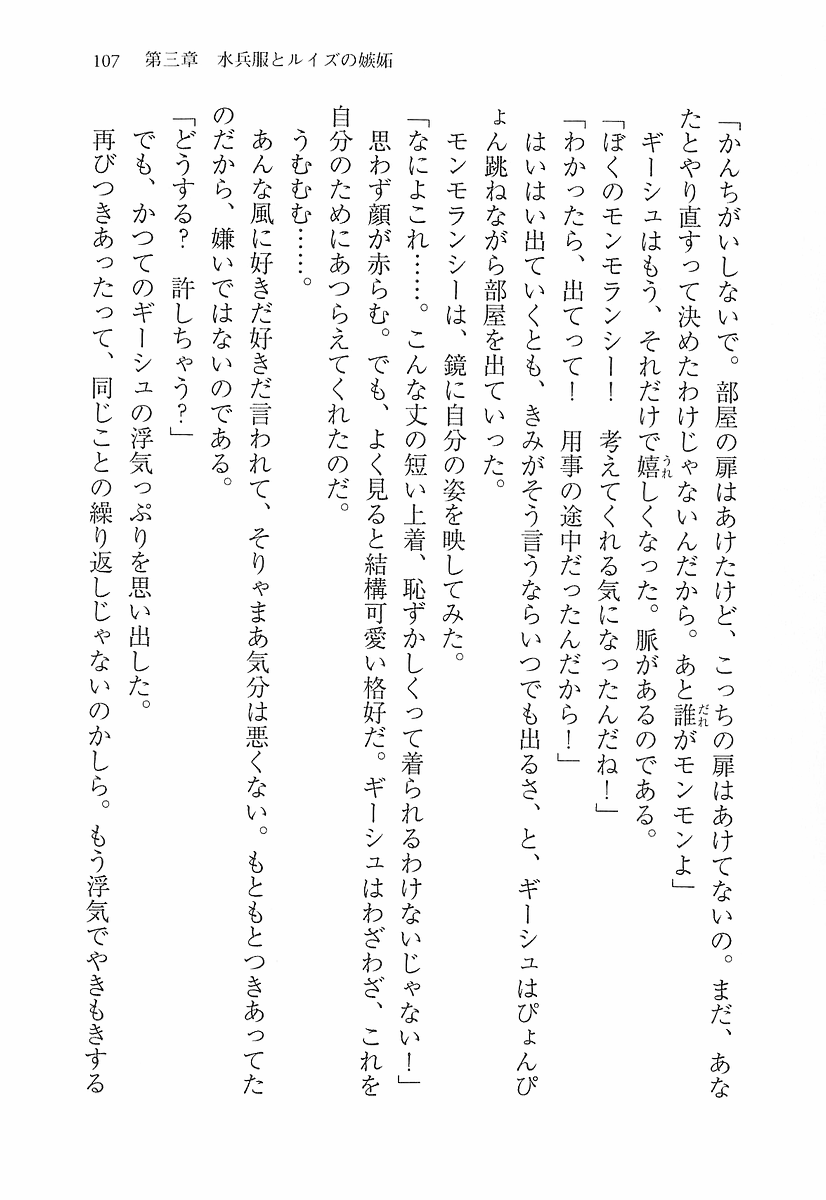 107 第三章 水兵服とルイズの嫉妬
「かんちがいしないで。部屋の扉はあけたけど、こっちの扉はあけてないの。まだ、あな
たとやり直すって決めたわけじゃないんだから。あと誰がモンモンよ」
ギーシュはもう、それだけで嬉しくなった。脈があるのである。
「ぼくのモンモランシー！　考えてくれる気になったんだね！」
「わかったら、出てって！　用事の途中だったんだから！」
はいはい出ていくとも、きみがそう言うならいつでも出るさ、と、ギーシュはぴょんぴ
ょん跳ねながら部屋を出ていった。
モンモランシーは、鏡に自分の姿を映してみた。
「なによこれ……。こんな丈の短い上着、恥ずかしくって着られるわけないじゃない！」
思わず顔が赤らむ。でも、よく見ると結構可愛い格好だ。ギーシュはわざわざ、これを
自分のためにあつらえてくれたのだ。
うむむむ……。
あんな風に好きだ好きだ言われて、そりゃまあ気分は悪くない。もともとつきあってた
のだから、嫌いではないのである。
「どうする？　許しちゃう？」
でも、かつてのギーシュの浮気っぷりを思い出した。
再びつきあったって、同じことの繰り返しじゃないのかしら。もう浮気でやきもきする